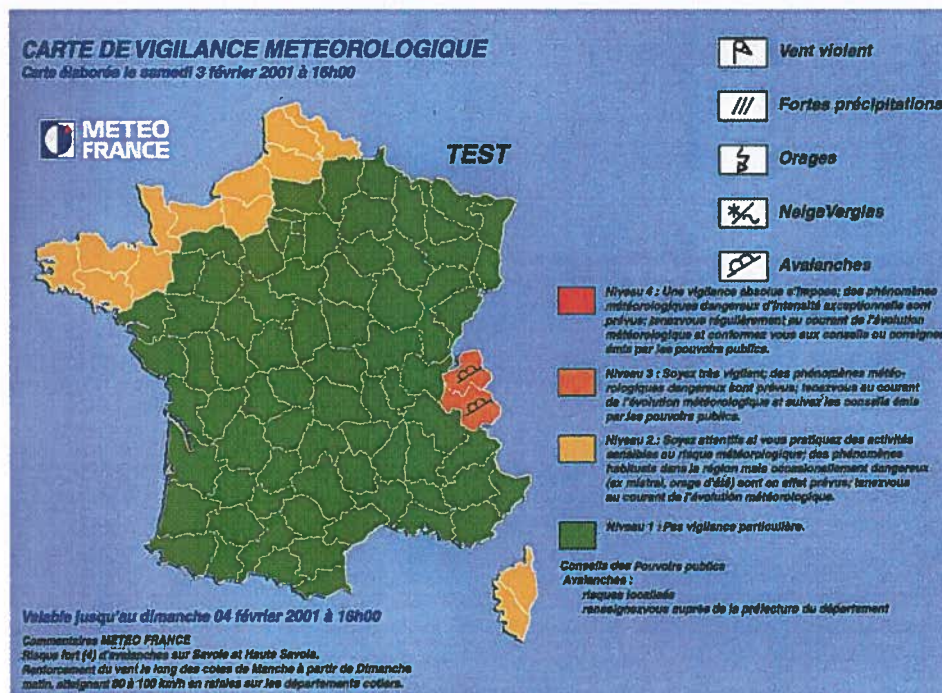 CARTE DE VIGILANCE METEOROLOGIQUE
Carte élaborée le samedi 3 février 2001 à 16h00
METEO
FRANCE
TEST
Vent violent
Fortes précipitations
Orages
NeigeVerglas
Avalanches
Niveau 4 : Une vigilance absolue s'impose; des phénomènes
météorologiques dangereux d'intensité exceptionnelle sont
prévus; tenezvous régulièrement au courant de l'évolution
météorologique et conformez vous aux conseils ou consignes
émis par les pouvoirs publics.
Niveau 3 : Soyez très vigilant; des phénomènes météo-
rologiques dangereux sont prévus; tenezvous au courant
de l'évolution météorologique et suivez les conseils émis
par les pouvoirs publics.
Niveau 2 : Soyez attentifs si vous pratiquez des activités
sensibles au risque météorologique; des phénomènes
habituels dans la région mais occasionnellement dangereux
(ex mistral, orage d'été) sont en effet prévus; tenezvous
au courant de l'évolution météorologique.
Niveau 1 : Pas vigilance particulière.
Conseils des Pouvoirs publics
Avalanches :
risques localisés
renseignezvous auprès de la préfecture du département
Valable jusqu'au dimanche 04 février 2001 à 16h00
Commentaires METEO FRANCE
Risque fort (4) d'avalanches sur Savoie et Haute Savoie.
Renforcement du vent le long des cotes de Manche à partir de Dimanche
matin, atteignant 80 à 100 km/h en rafales sur les départements cotiers.